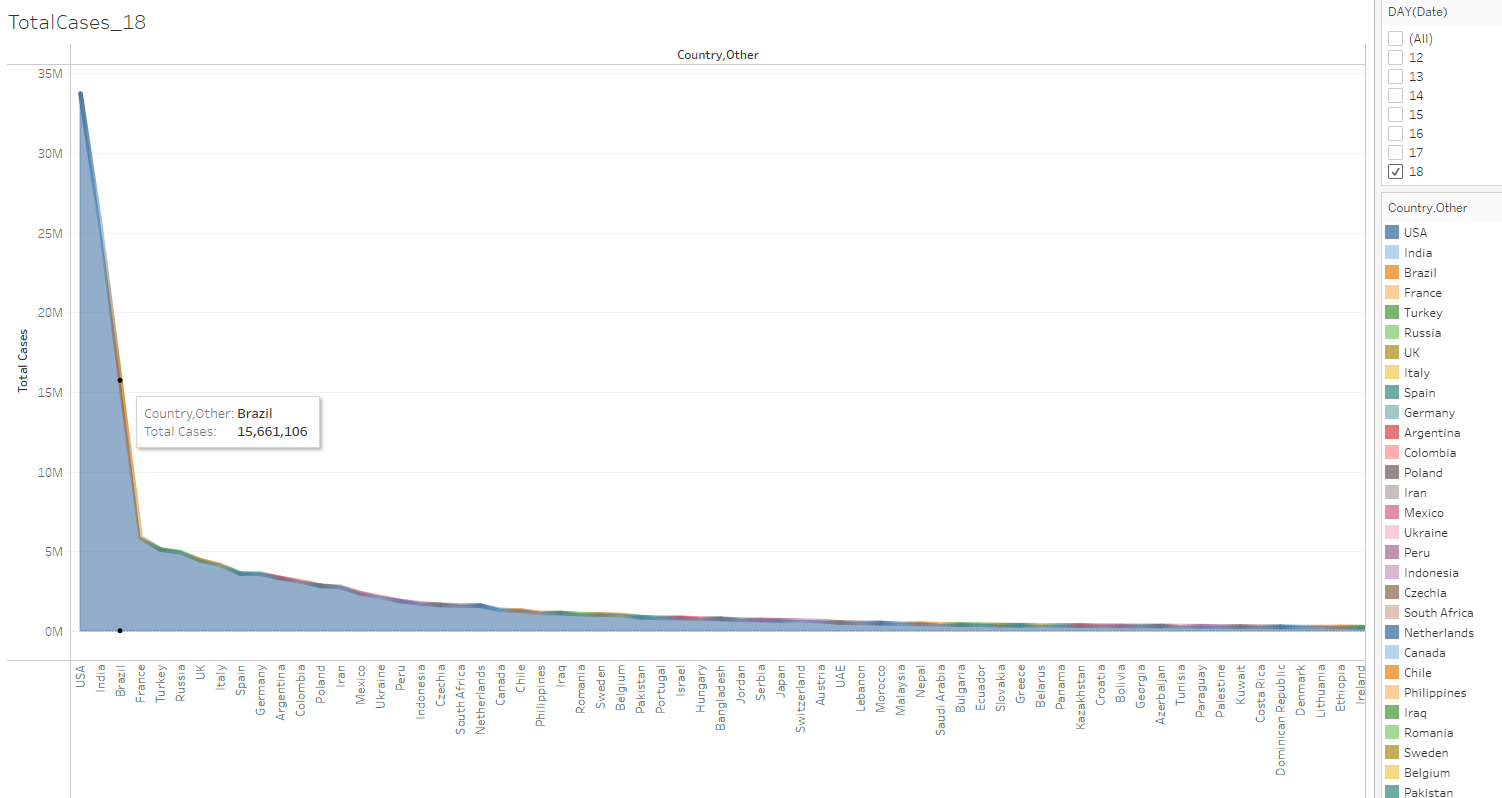 TotalCases_18
Country,Other
35M
30M
25M
20M
15M
10M
5M
0M
Total Cases
Country,Other: Brazil
Total Cases: 15,661,106
USA
India
Brazil
France
Turkey
Russia
UK
Italy
Spain
Germany
Argentina
Colombia
Poland
Iran
Mexico
Ukraine
Peru
Indonesia
Czechia
South Africa
Netherlands
Canada
Chile
Philippines
Iraq
Romania
Sweden
Belgium
Pakistan
Portugal
Israel
Hungary
Bangladesh
Jordan
Serbia
Japan
Switzerland
Austria
UAE
Lebanon
Morocco
Malaysia
Nepal
Saudi Arabia
Bulgaria
Ecuador
Slovakia
Greece
Belarus
Panama
Kazakhstan
Croatia
Bolivia
Georgia
Azerbaijan
Tunisia
Paraguay
Palestine
Kuwait
Costa Rica
Dominican Republic
Denmark
Lithuania
Ethiopia
Ireland
DAY(Date)
(All)
12
13
14
15
16
17
18
Country,Other
USA
India
Brazil
France
Turkey
Russia
UK
Italy
Spain
Germany
Argentina
Colombia
Poland
Iran
Mexico
Ukraine
Peru
Indonesia
Czechia
South Africa
Netherlands
Canada
Chile
Philippines
Iraq
Romania
Sweden
Belgium
Pakistan